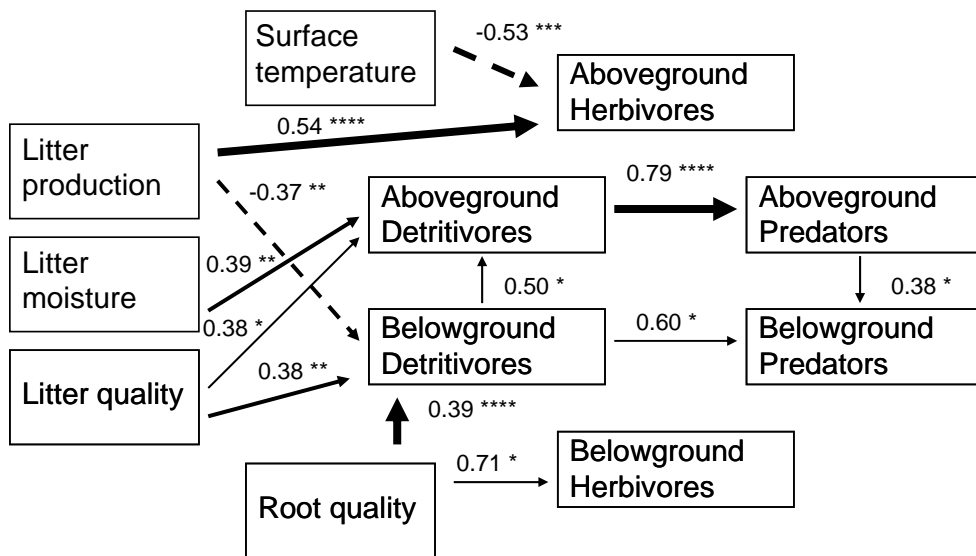 Surface
temperature
-0.53 ***
Aboveground
Herbivores
0.54 ****
Litter
production
-0.37 **
Aboveground
Detritivores
0.79 ****
Aboveground
Predators
Litter
moisture
0.39 **
0.50 *
0.38 *
0.38 *
Belowground
Detritivores
0.60 *
Belowground
Predators
Litter quality
0.38 **
0.39 ****
Root quality
0.71 *
Belowground
Herbivores